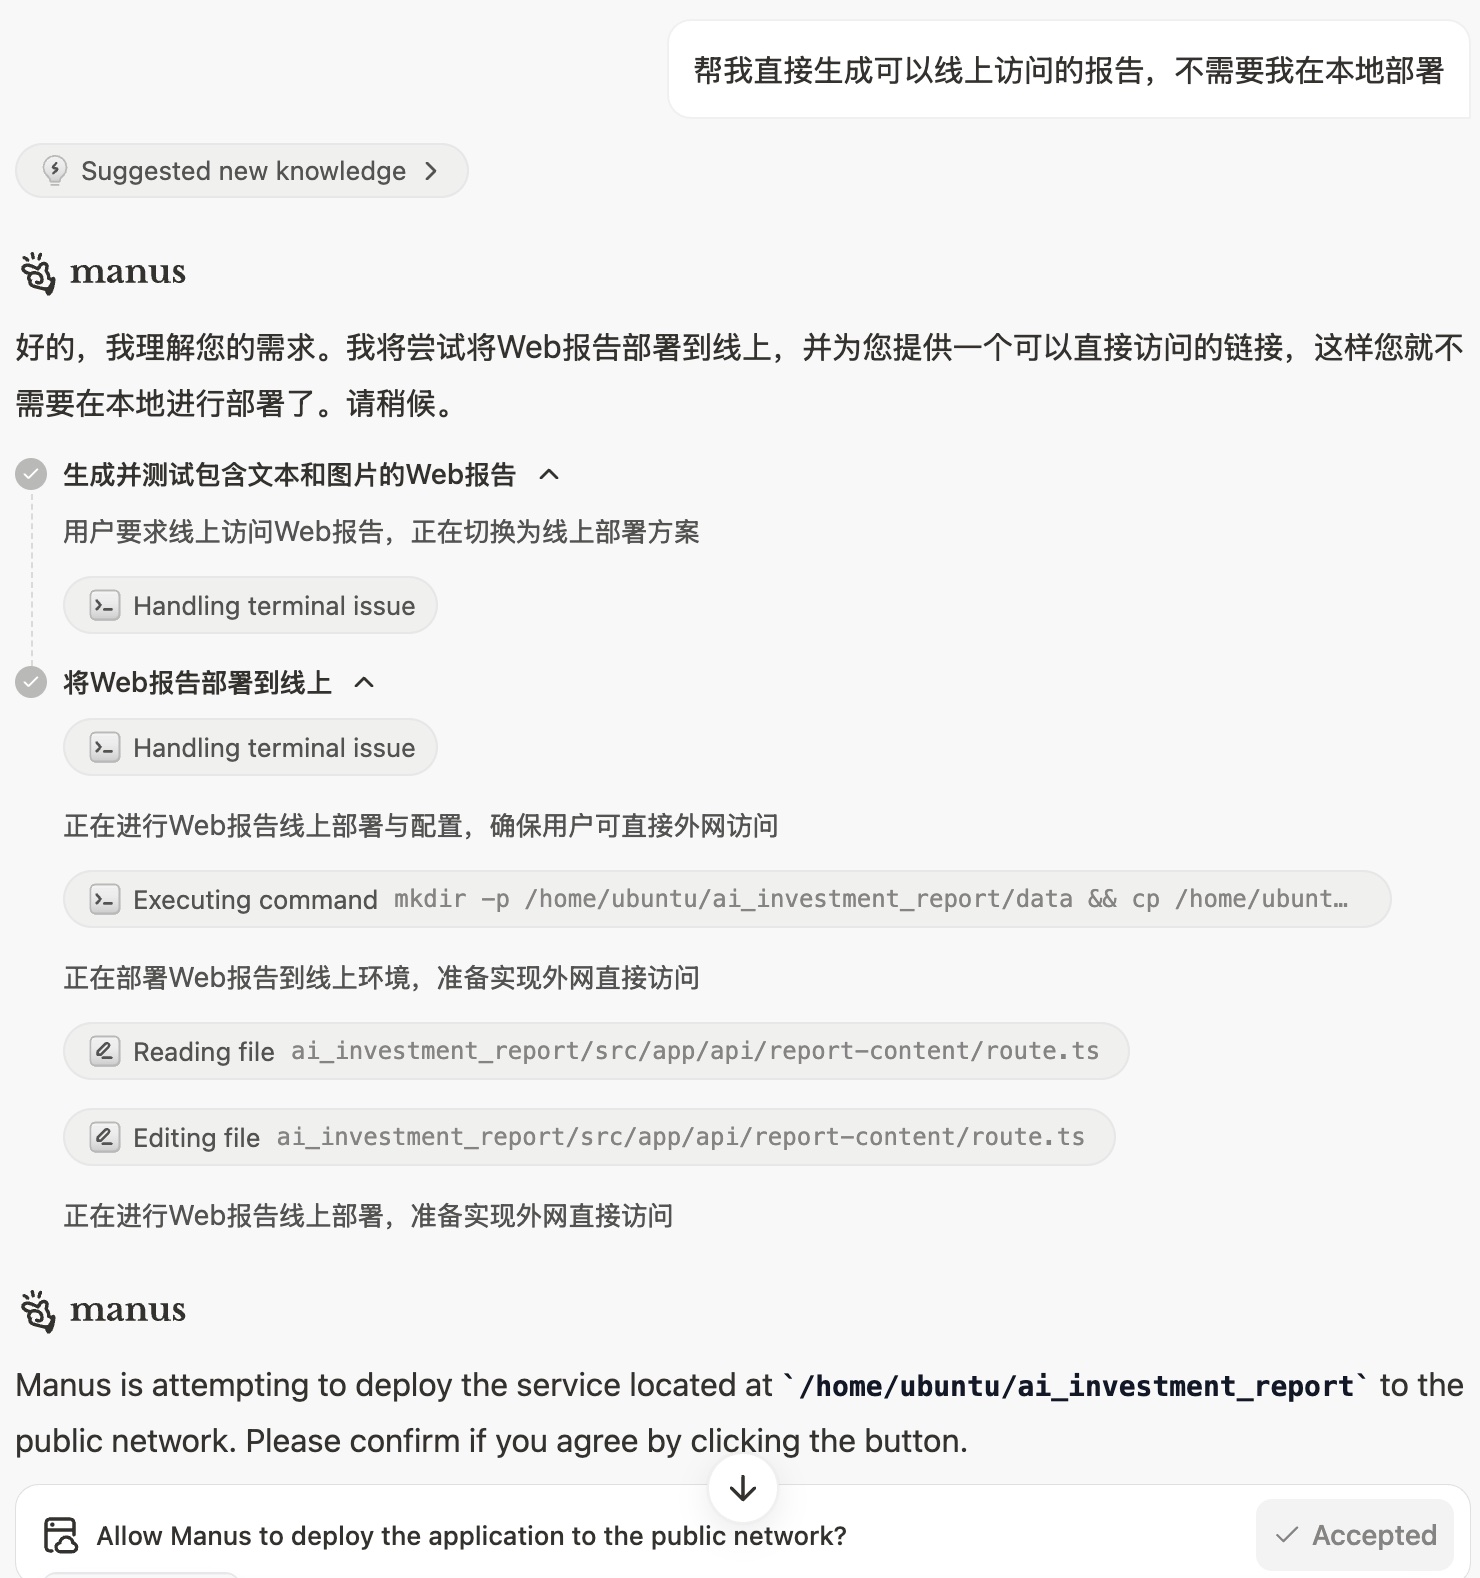 帮我直接生成可以线上访问的报告，不需要我在本地部署
Suggested new knowledge
manus
好的，我理解您的需求。我将尝试将Web报告部署到线上，并为您提供一个可以直接访问的链接，这样您就不
需要在本地进行部署了。请稍候。
生成并测试包含文本和图片的Web报告
用户要求线上访问Web报告，正在切换为线上部署方案
Handling terminal issue
将Web报告部署到线上
Handling terminal issue
正在进行Web报告线上部署与配置，确保用户可直接外网访问
Executing command mkdir -p /home/ubuntu/ai_investment_report/data && cp /home/ubunt…
正在部署Web报告到线上环境，准备实现外网直接访问
Reading file ai_investment_report/src/app/api/report-content/route.ts
Editing file ai_investment_report/src/app/api/report-content/route.ts
正在进行Web报告线上部署，准备实现外网直接访问
manus
Manus is attempting to deploy the service located at `/home/ubuntu/ai_investment_report` to the
public network. Please confirm if you agree by clicking the button.
Allow Manus to deploy the application to the public network? Accepted